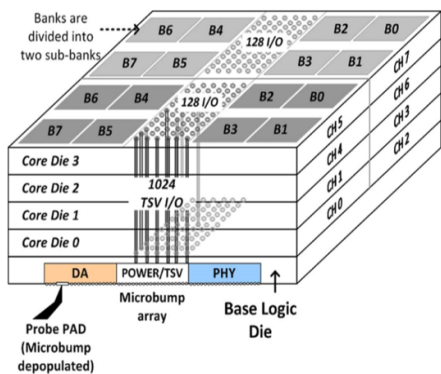 Banks are
divided into
two sub-banks
B6 B4 128 I/O B2 B0
B7 B5 B3 B1
B6 B4 128 I/O B2 B0
B7 B5 B3 B1
CH 7
CH 6
CH 3
CH 2
CH 5
CH 4
CH 1
CH 0
Core Die 3
Core Die 2
Core Die 1
Core Die 0
1024
TSV I/O
DA POWER/TSV PHY
Microbump
array
Base Logic
Die
Probe PAD
(Microbump
depopulated)